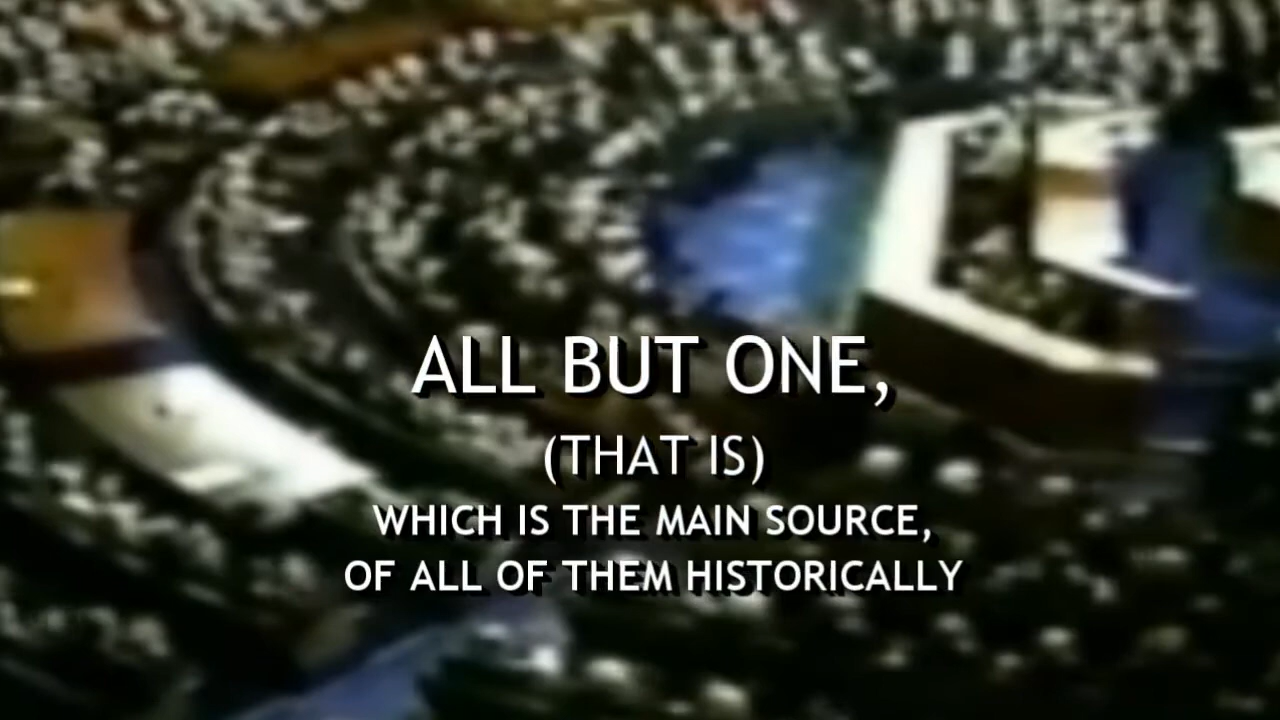 ALL BUT ONE,
(THAT IS)
WHICH IS THE MAIN SOURCE,
OF ALL OF THEM HISTORICALLY